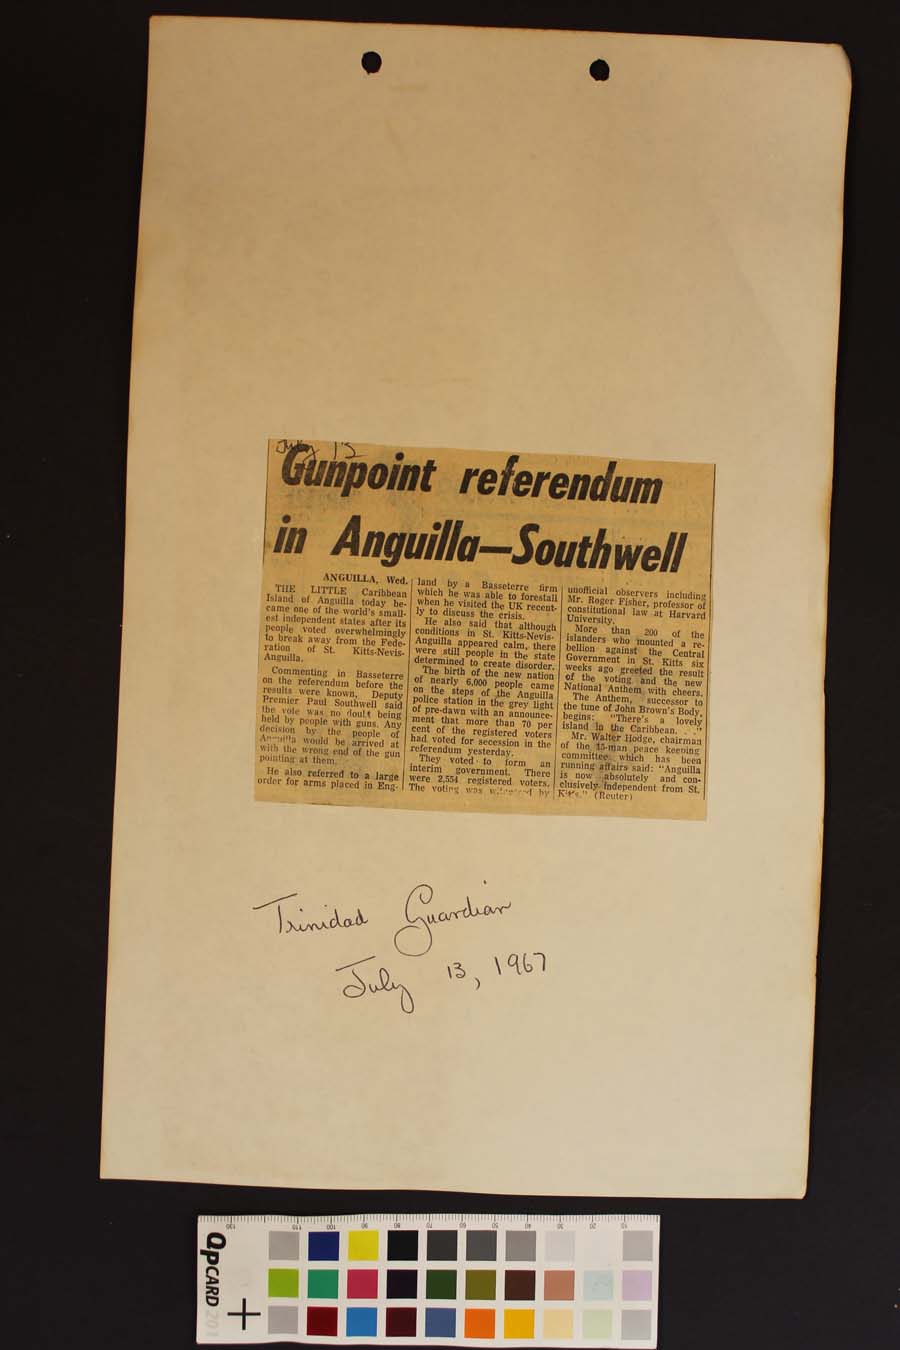 July 13
Gunpoint referendum
in Anguilla—Southwell
ANGUILLA, Wed.
THE LITTLE Caribbean
Island of Anguilla today be-
came one of the world's small-
est independent states after its
people voted overwhelmingly
to break away from the Fede-
ration of St. Kitts-Nevis-
Anguilla.
Commenting in Basseterre
on the referendum before the
results were known, Deputy
Premier Paul Southwell said
the vote was no doubt being
held by people with guns. Any
decision by the people of
Anguilla would be arrived at
with the wrong end of the gun
pointing at them.
He also referred to a large
order for arms placed in Eng-
land by a Basseterre firm
which he was able to forestall
when he visited the UK recent-
ly to discuss the crisis.
He also said that although
conditions in St. Kitts-Nevis-
Anguilla appeared calm, there
were still people in the state
determined to create disorder.
The birth of the new nation
of nearly 6,000 people came
on the steps of the Anguilla
police station in the grey light
of pre-dawn with an announce-
ment that more than 70 per
cent of the registered voters
had voted for secession in the
referendum yesterday.
They voted to form an
interim government. There
were 2,554 registered voters.
The voting was witnessed by
unofficial observers including
Mr. Roger Fisher, professor of
constitutional law at Harvard
University.
More than 200 of the
islanders who mounted a re-
bellion against the Central
Government in St. Kitts six
weeks ago greeted the result
of the voting and the new
National Anthem with cheers.
The Anthem, successor to
the tune of John Brown's Body,
begins: "There's a lovely
island in the Caribbean. . ."
Mr. Walter Hodge, chairman
of the 15-man peace keeping
committee which has been
running affairs said: "Anguilla
is now absolutely and con-
clusively independent from St.
Kitts." (Reuter)
Trinidad Guardian
July 13, 1967
QPCARD 201